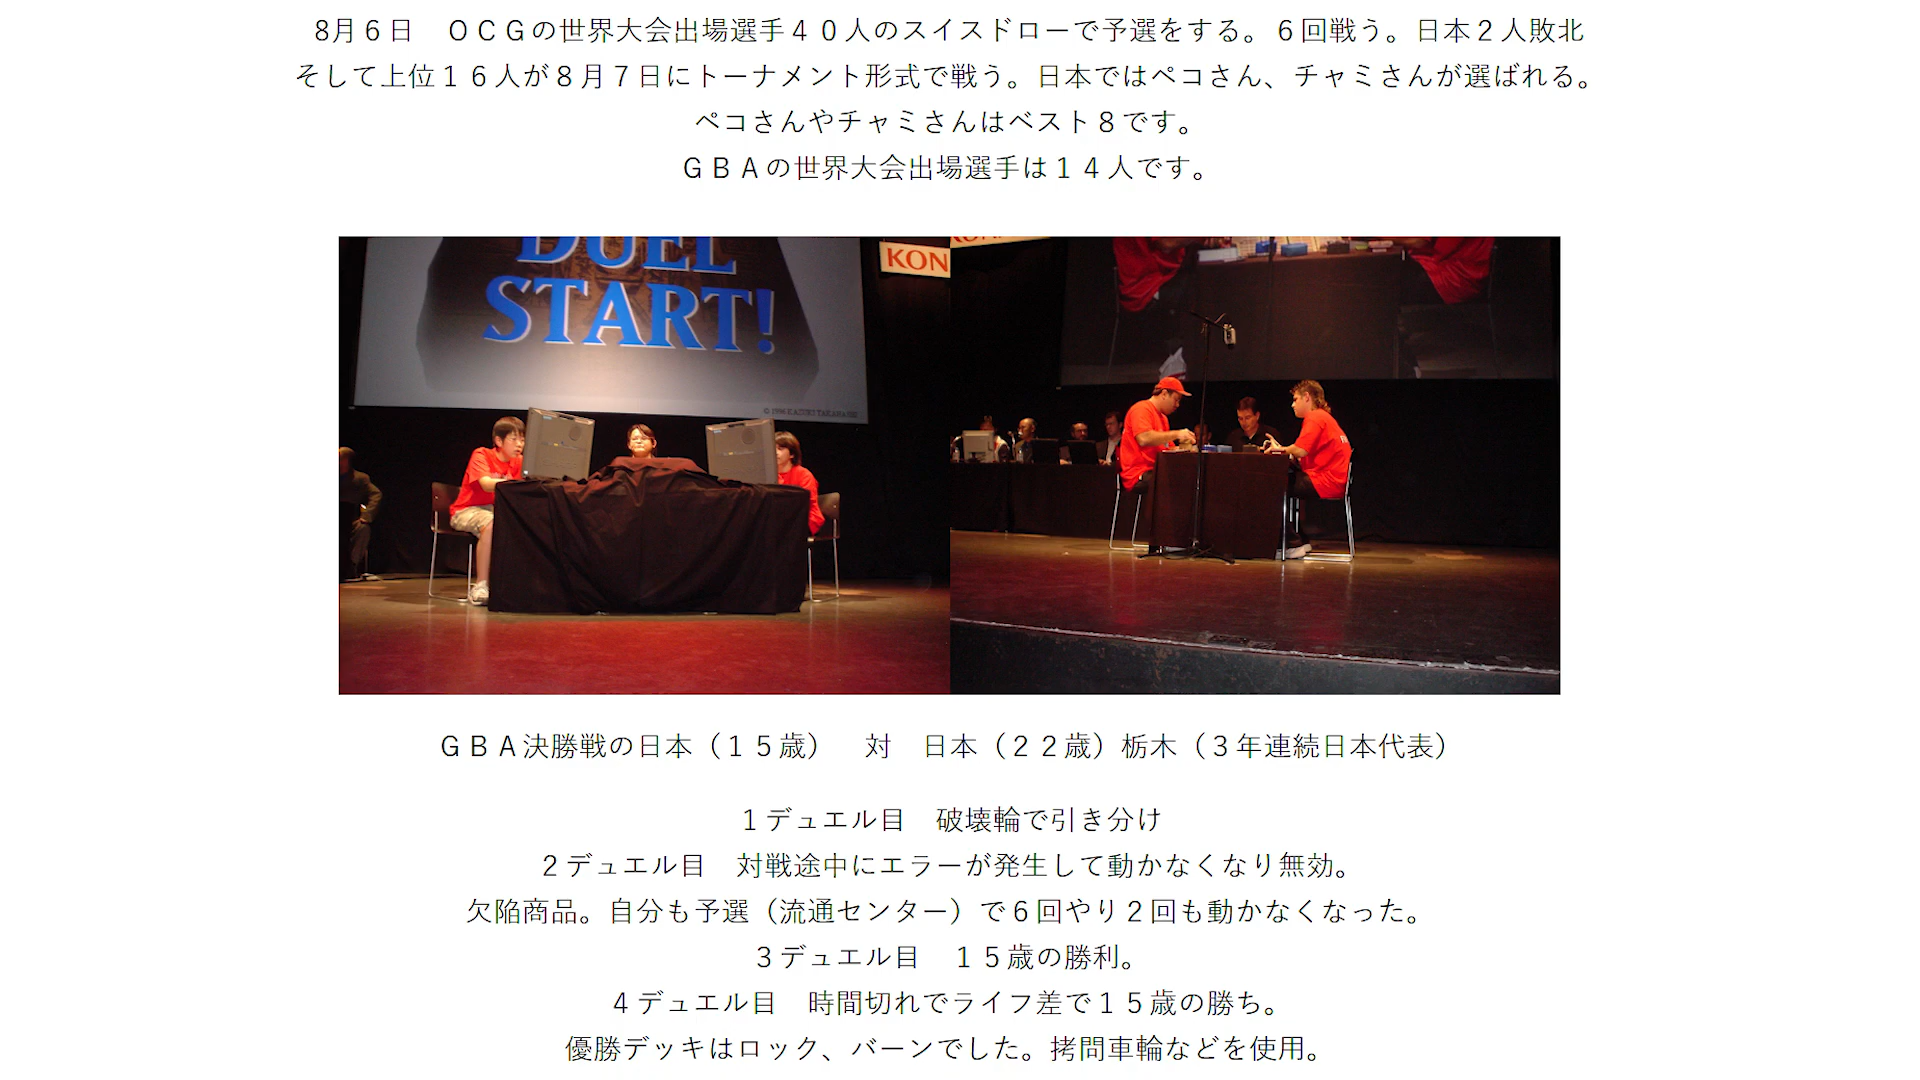 8月６日　ＯＣＧの世界大会出場選手４０人のスイスドローで予選をする。６回戦う。日本２人敗北
そして上位１６人が８月７日にトーナメント形式で戦う。日本ではペコさん、チャミさんが選ばれる。
ペコさんやチャミさんはベスト８です。
ＧＢＡの世界大会出場選手は１４人です。
DUEL
START!
© 1996 KAZUKI TAKAHASHI
KON
ＧＢＡ決勝戦の日本（１５歳）　対　日本（２２歳）栃木（３年連続日本代表）
１デュエル目　破壊輪で引き分け
２デュエル目　対戦途中にエラーが発生して動かなくなり無効。
欠陥商品。自分も予選（流通センター）で６回やり２回も動かなくなった。
３デュエル目　１５歳の勝利。
４デュエル目　時間切れでライフ差で１５歳の勝ち。
優勝デッキはロック、バーンでした。拷問車輪などを使用。